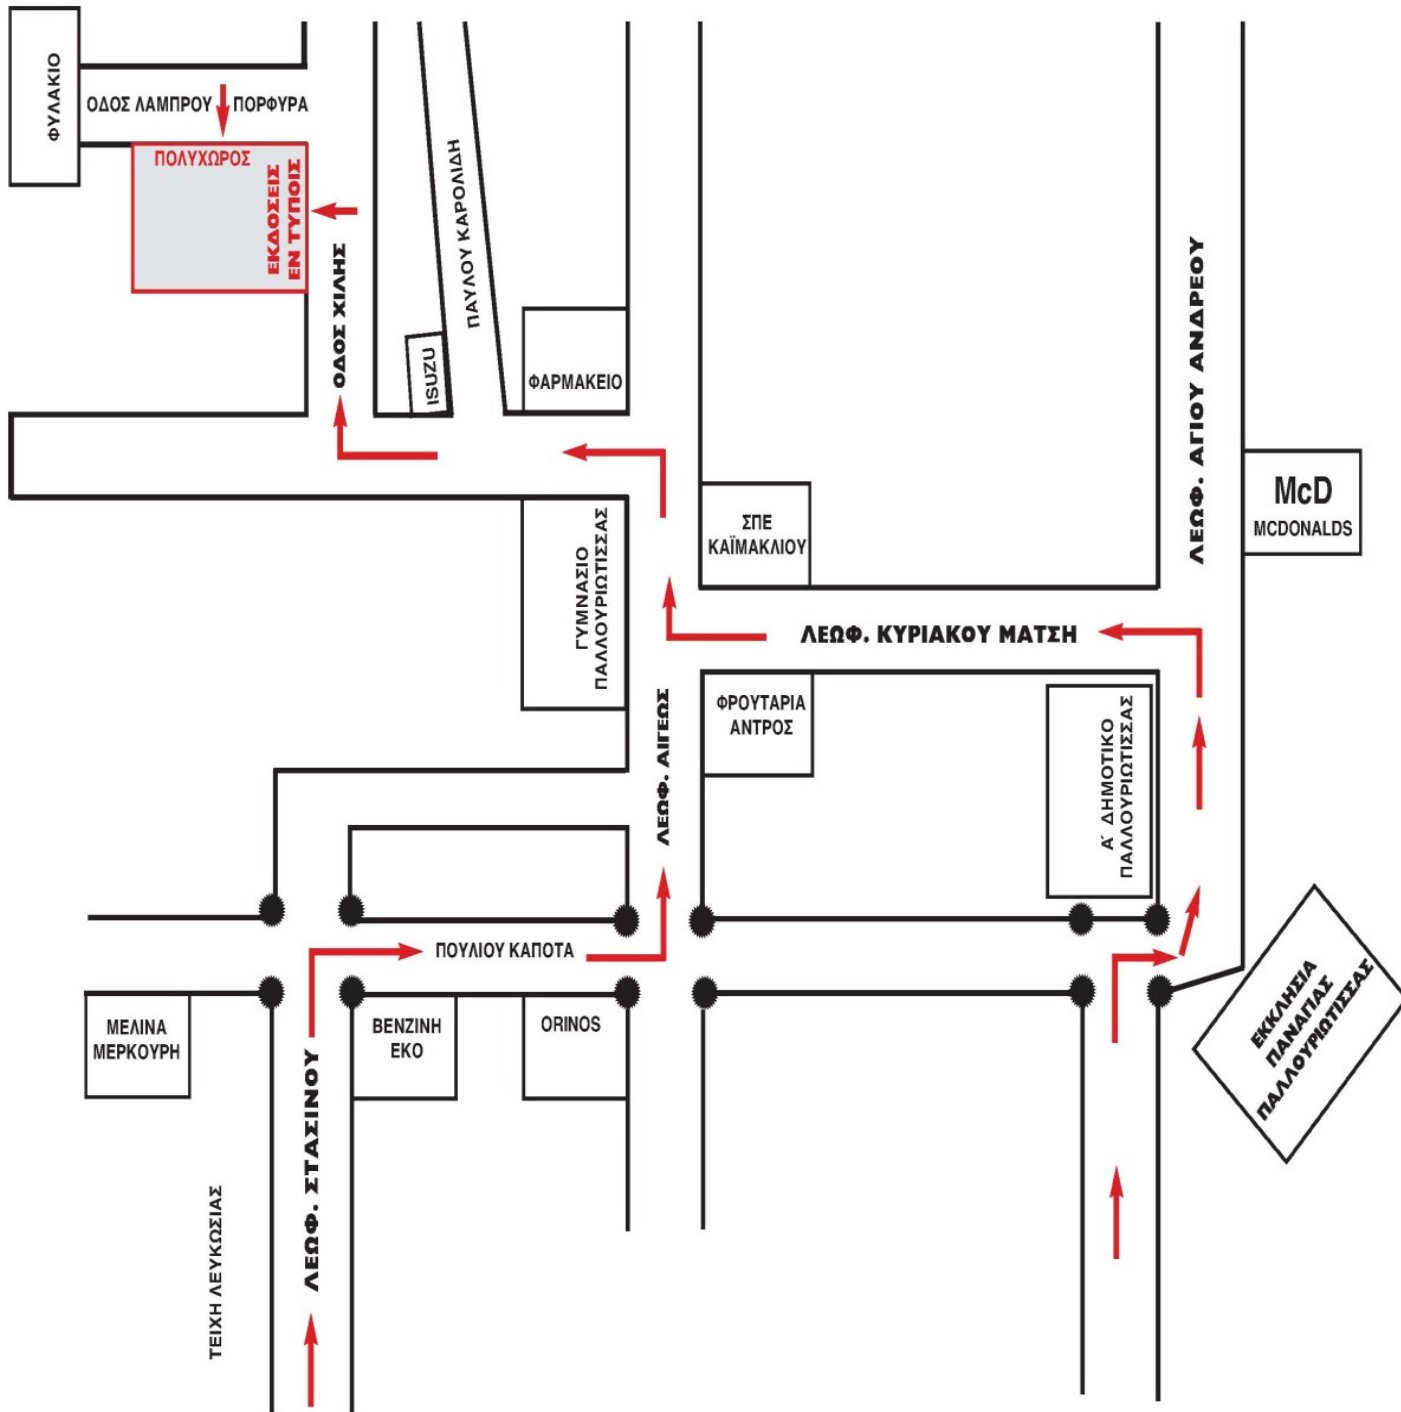 ΦΥΛΑΚΙΟ
ΟΔΟΣ ΛΑΜΠΡΟΥ ΠΟΡΦΥΡΑ
ΠΟΛΥΧΩΡΟΣ
ΕΚΔΟΣΕΙΣ
ΕΝ ΤΥΠΟΙΣ
ΟΔΟΣ ΧΙΛΗΣ
ISUZU
ΠΑΥΛΟΥ ΚΑΡΟΛΙΔΗ
ΦΑΡΜΑΚΕΙΟ
ΛΕΩΦ. ΑΓΙΟΥ ΑΝΔΡΕΟΥ
McD
MCDONALDS
ΣΠΕ
ΚΑΪΜΑΚΛΙΟΥ
ΓΥΜΝΑΣΙΟ
ΠΑΛΛΟΥΡΙΩΤΙΣΣΑΣ
ΛΕΩΦ. ΚΥΡΙΑΚΟΥ ΜΑΤΣΗ
ΛΕΩΦ. ΑΙΓΕΩΣ
ΦΡΟΥΤΑΡΙΑ
ΑΝΤΡΟΣ
Α΄ ΔΗΜΟΤΙΚΟ
ΠΑΛΛΟΥΡΙΩΤΙΣΣΑΣ
ΠΟΥΛΙΟΥ ΚΑΠΟΤΑ
ΜΕΛΙΝΑ
ΜΕΡΚΟΥΡΗ
ΒΕΝΖΙΝΗ
ΕΚΟ
ORINOS
ΕΚΚΛΗΣΙΑ
ΠΑΝΑΓΙΑΣ
ΠΑΛΛΟΥΡΙΩΤΙΣΣΑΣ
ΛΕΩΦ. ΣΤΑΣΙΝΟΥ
ΤΕΙΧΗ ΛΕΥΚΩΣΙΑΣ